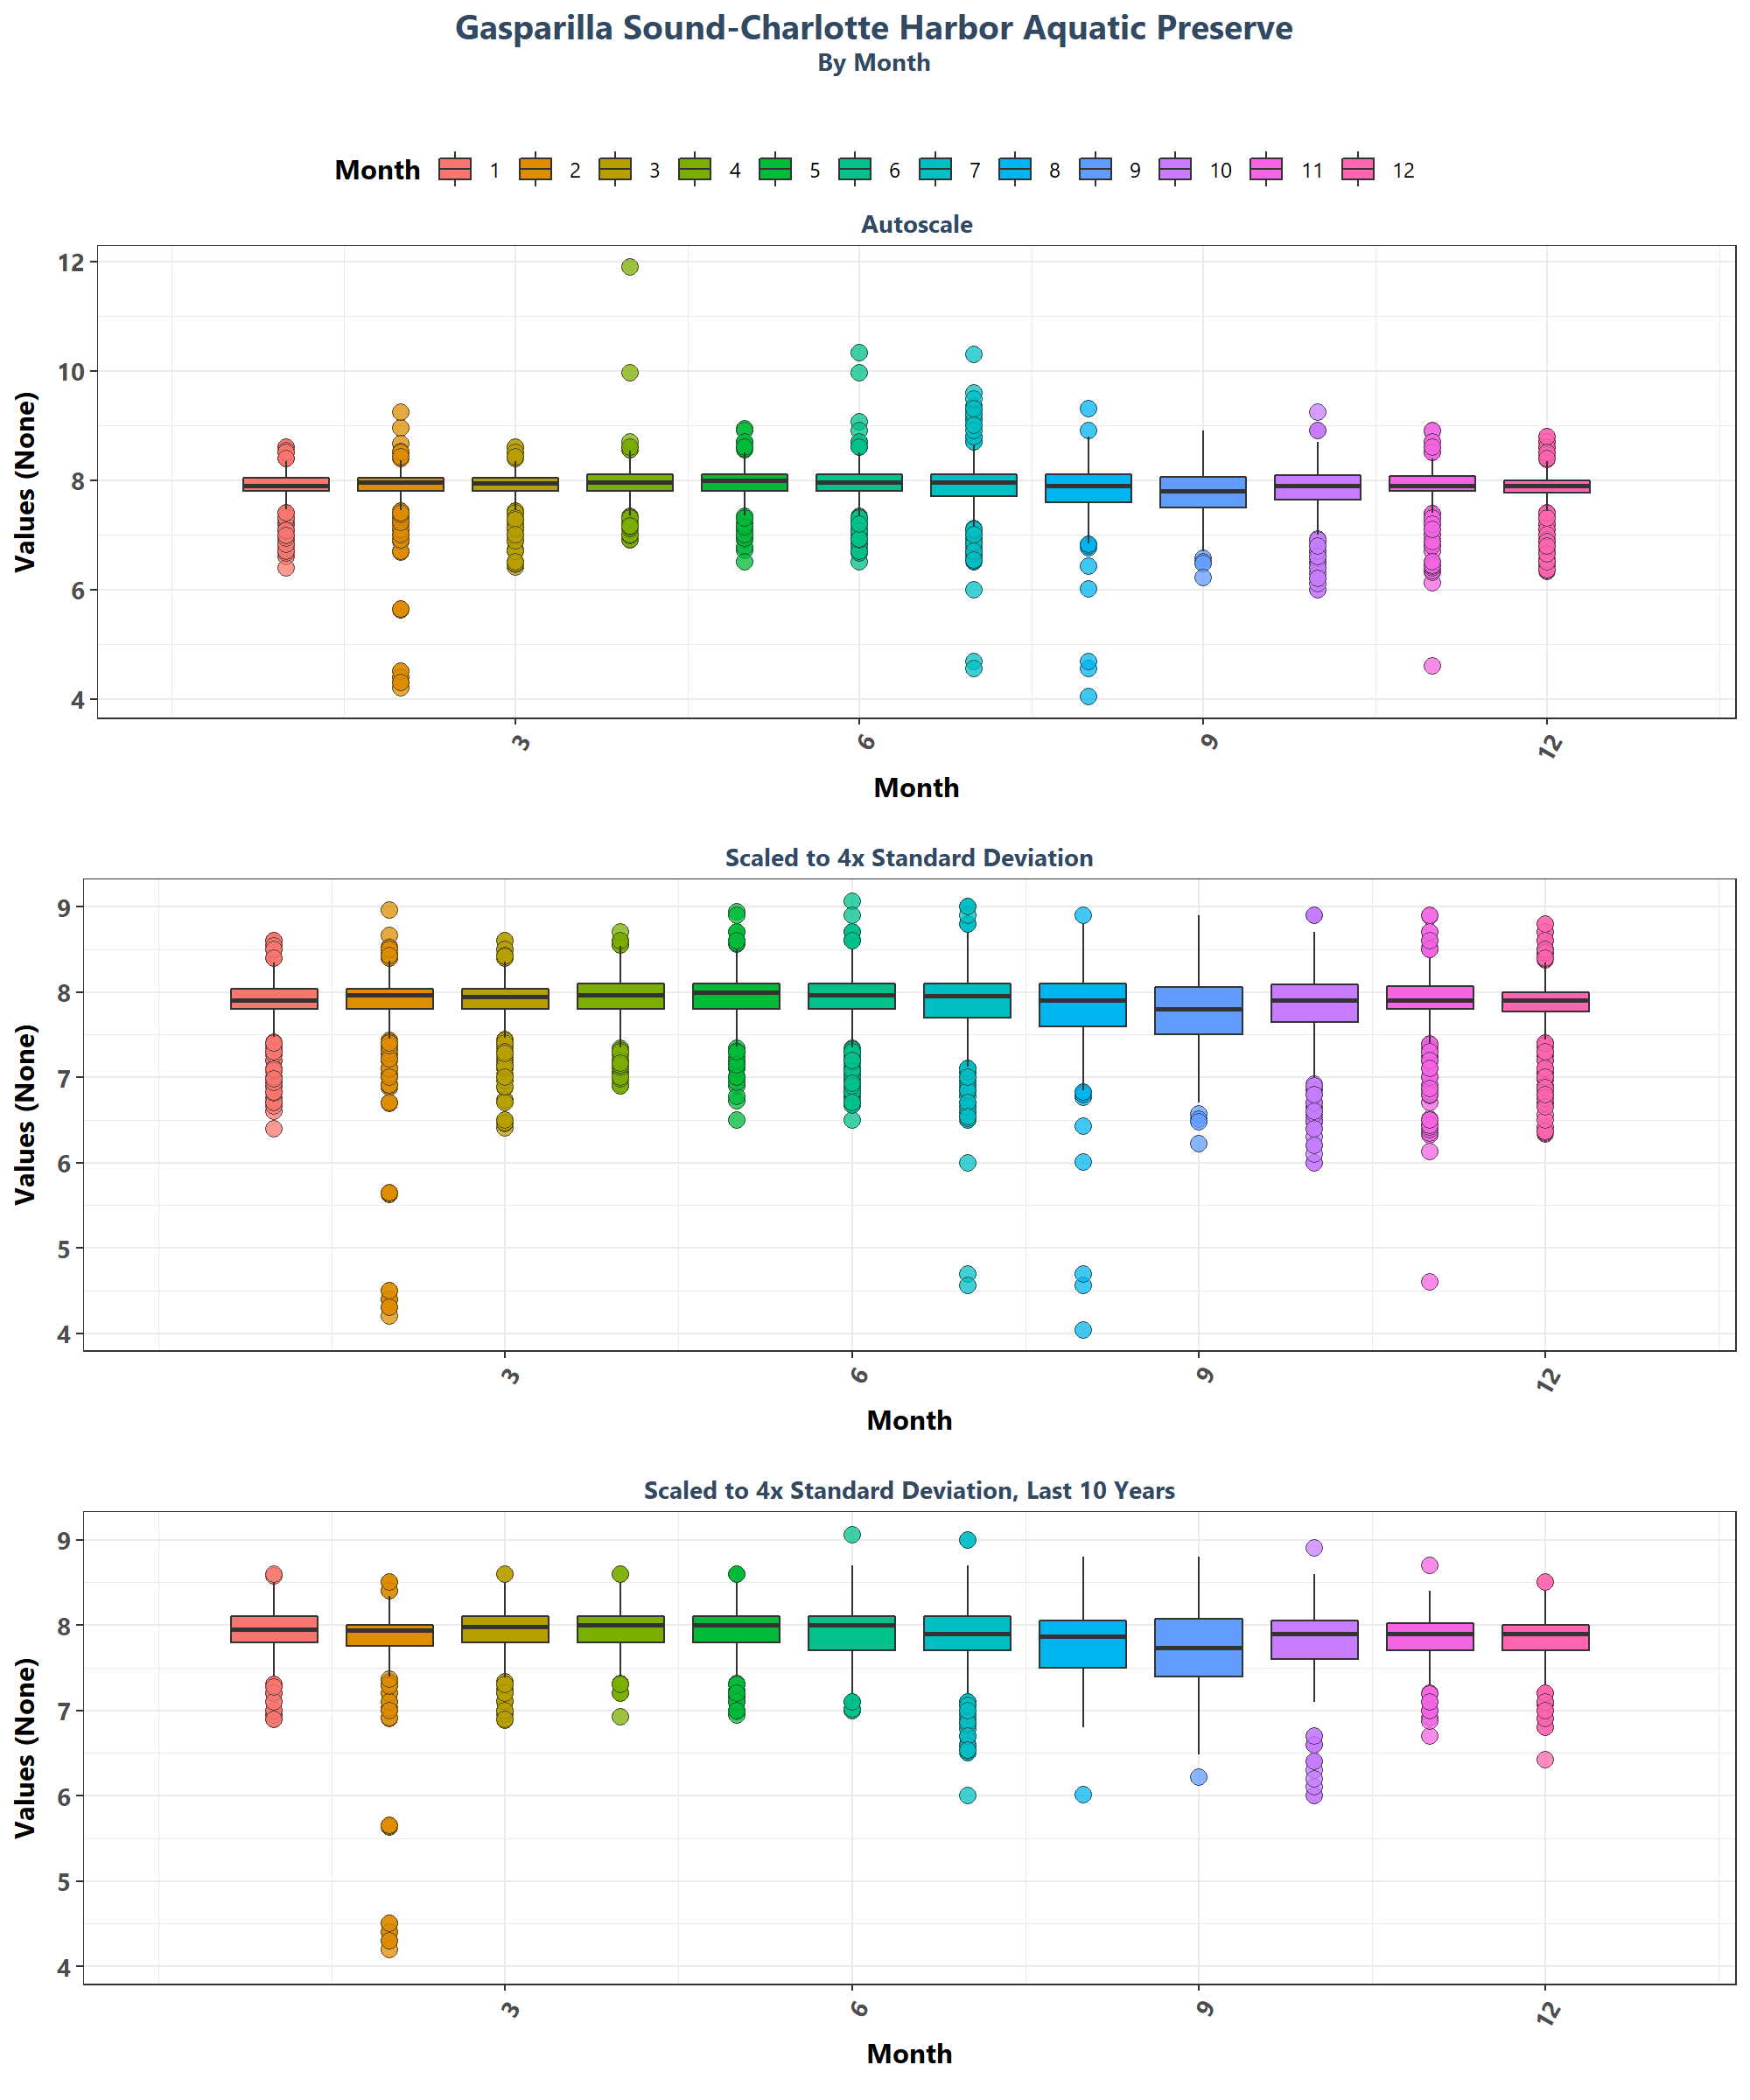 Gasparilla Sound-Charlotte Harbor Aquatic Preserve
By Month
Month 1 2 3 4 5 6 7 8 9 10 11 12
Autoscale
Values (None)
12
10
8
6
4
3 6 9 12
Month
Scaled to 4x Standard Deviation
Values (None)
9
8
7
6
5
4
3 6 9 12
Month
Scaled to 4x Standard Deviation, Last 10 Years
Values (None)
9
8
7
6
5
4
3 6 9 12
Month